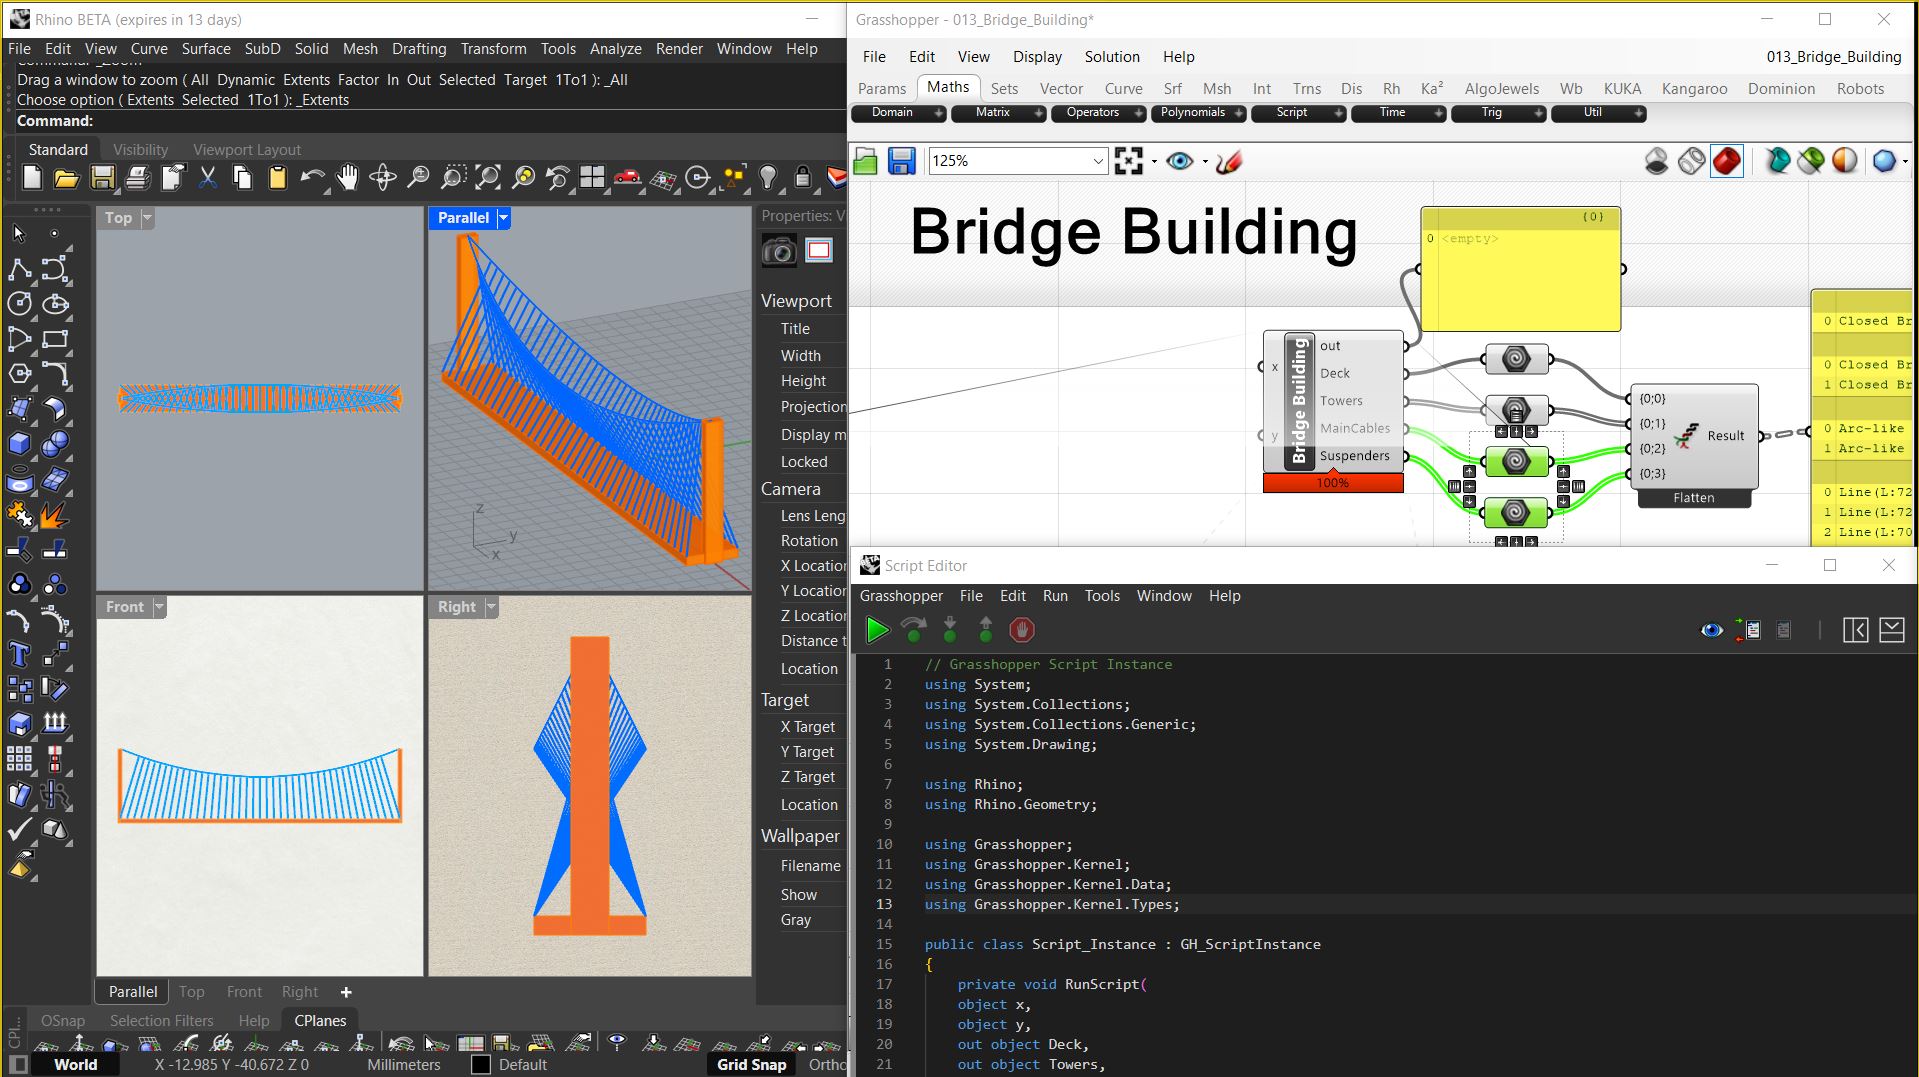 Rhino BETA (expires in 13 days)
File Edit View Curve Surface SubD Solid Mesh Drafting Transform Tools Analyze Render Window Help
Drag a window to zoom ( All Dynamic Extents Factor In Out Selected Target 1To1 ): _All
Choose option ( Extents Selected 1To1 ): _Extents
Command:
Standard Visibility Viewport Layout
Top
Parallel
Front
Right
z
y
x
Properties: V
Viewport
Title
Width
Height
Projection
Display m
Locked
Camera
Lens Leng
Rotation
X Location
Y Location
Z Location
Distance t
Location
Target
X Target
Y Target
Z Target
Location
Wallpaper
Filename
Show
Gray
Parallel Top Front Right +
CPl...
OSnap Selection Filters Help CPlanes
World X -12.985 Y -40.672 Z 0 Millimeters Default Grid Snap Ortho
Grasshopper - 013_Bridge_Building*
File Edit View Display Solution Help 013_Bridge_Building
Params Maths Sets Vector Curve Srf Msh Int Trns Dis Rh Ka² AlgoJewels Wb KUKA Kangaroo Dominion Robots
Domain Matrix Operators Polynomials Script Time Trig Util
125%
Bridge Building
{0}
0 <empty>
x
y
Bridge Building
out
Deck
Towers
MainCables
Suspenders
100%
{0;0}
{0;1}
{0;2}
{0;3}
Result
Flatten
0 Closed Br
0 Closed Br
1 Closed Br
0 Arc-like
1 Arc-like
0 Line(L:72
1 Line(L:72
2 Line(L:70
Script Editor
Grasshopper File Edit Run Tools Window Help
1 // Grasshopper Script Instance
2 using System;
3 using System.Collections;
4 using System.Collections.Generic;
5 using System.Drawing;
6
7 using Rhino;
8 using Rhino.Geometry;
9
10 using Grasshopper;
11 using Grasshopper.Kernel;
12 using Grasshopper.Kernel.Data;
13 using Grasshopper.Kernel.Types;
14
15 public class Script_Instance : GH_ScriptInstance
16 {
17 private void RunScript(
18 object x,
19 object y,
20 out object Deck,
21 out object Towers,